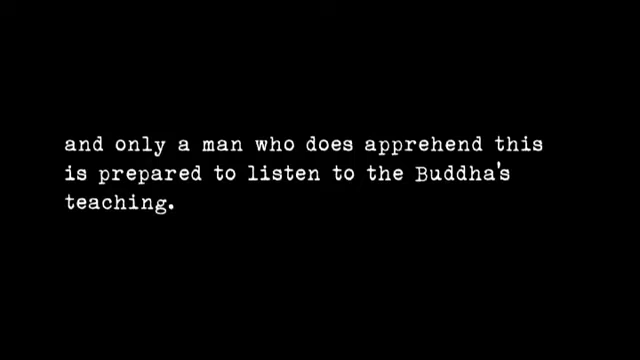 and only a man who does apprehend this
is prepared to listen to the Buddha's
teaching.